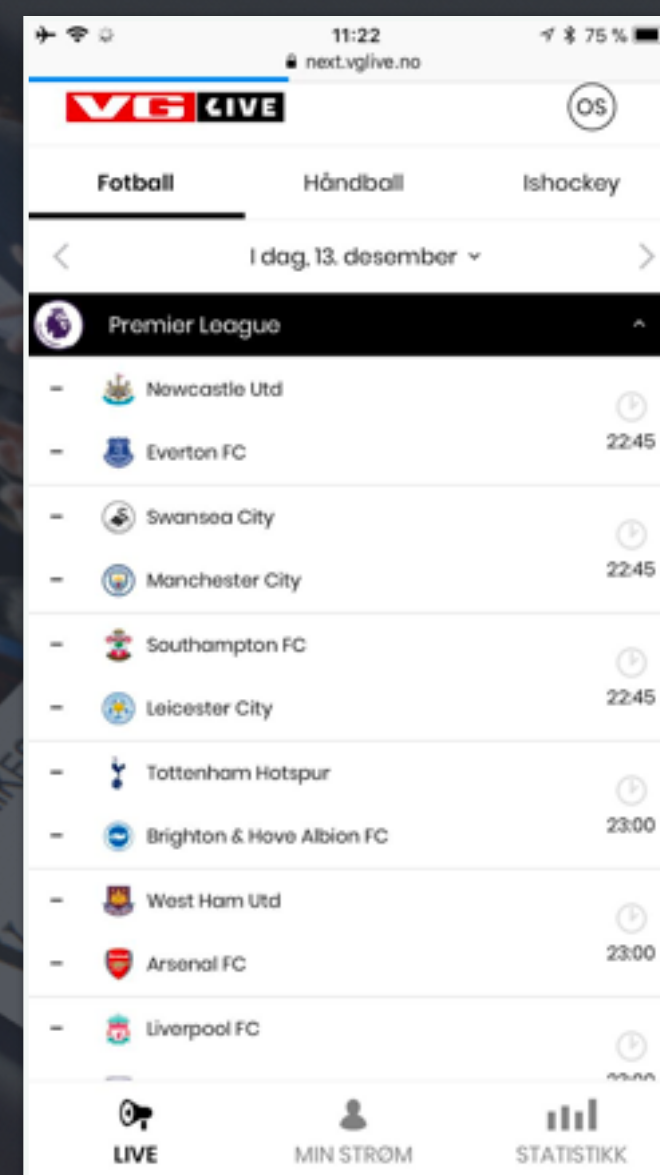 11:22
75 %
next.vglive.no
VG LIVE
OS
Fotball Håndball Ishockey
I dag, 13. desember
Premier League
- Newcastle Utd
22:45
- Everton FC
- Swansea City
22:45
- Manchester City
- Southampton FC
22:45
- Leicester City
- Tottenham Hotspur
23:00
- Brighton & Hove Albion FC
- West Ham Utd
23:00
- Arsenal FC
- Liverpool FC
LIVE MIN STRØM STATISTIKK